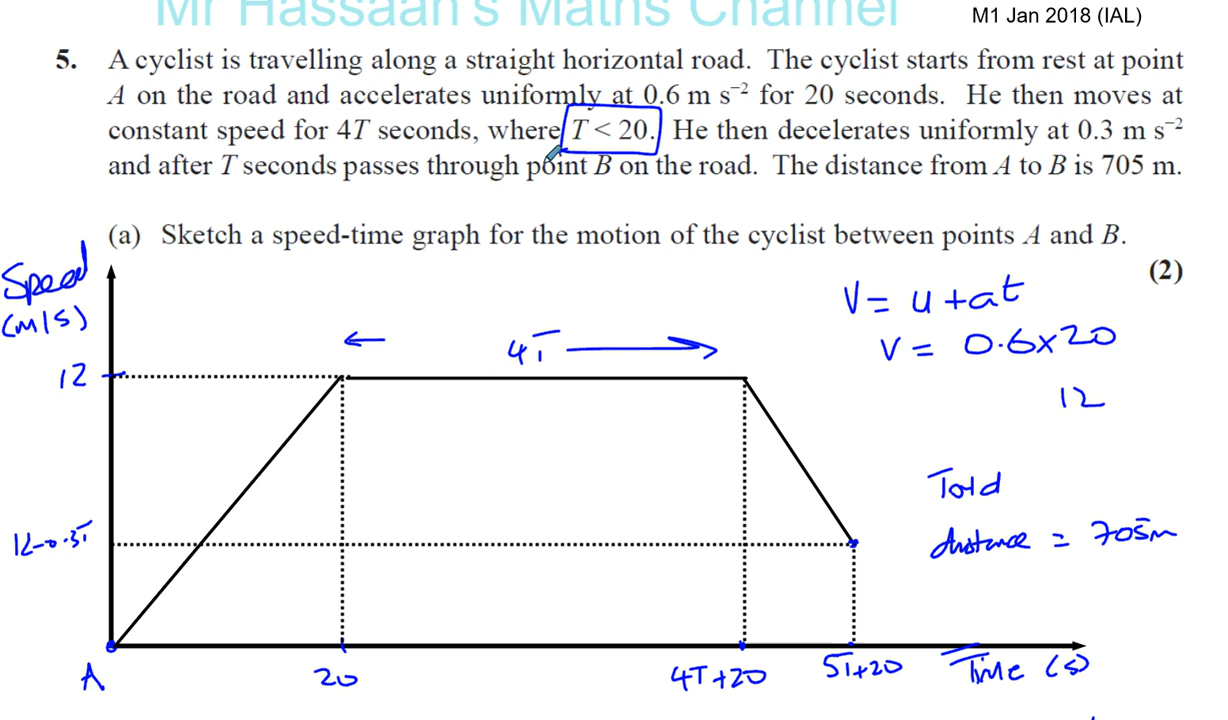 Mr Hassaan's Maths Channel
M1 Jan 2018 (IAL)
5. A cyclist is travelling along a straight horizontal road. The cyclist starts from rest at point
A on the road and accelerates uniformly at 0.6 m s⁻² for 20 seconds. He then moves at
constant speed for 4T seconds, where T < 20. He then decelerates uniformly at 0.3 m s⁻²
and after T seconds passes through point B on the road. The distance from A to B is 705 m.
(a) Sketch a speed-time graph for the motion of the cyclist between points A and B.
(2)
Speed
(m/s)
V = u + at
4T
V = 0.6x20
12
12
Total
12-0.3T
distance = 705m
A
20
4T+20
5T+20
Time (s)